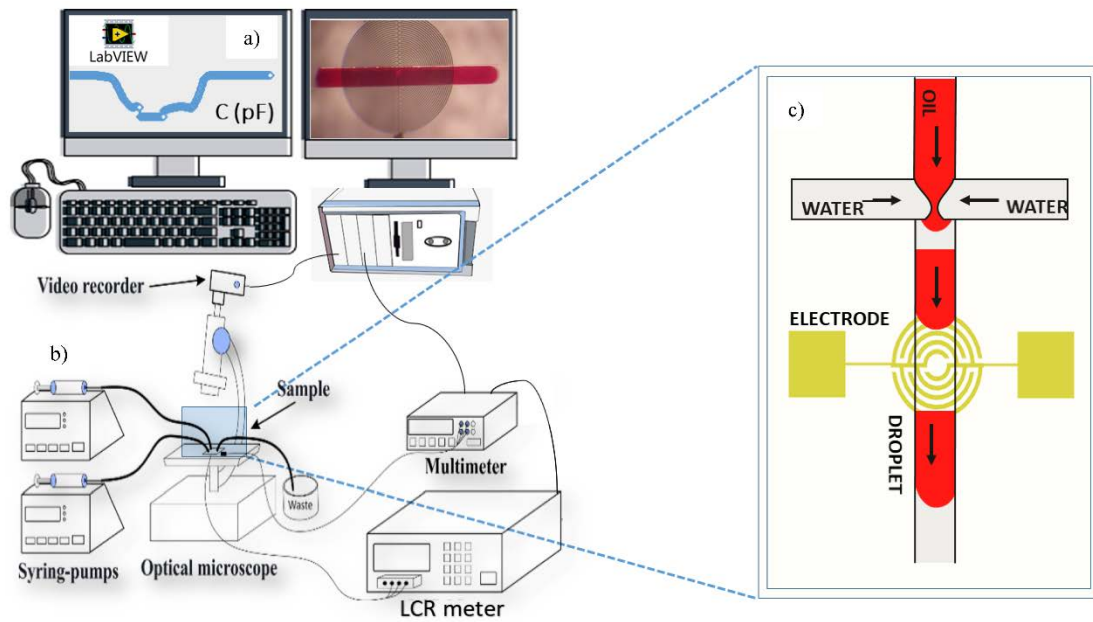 a)
LabVIEW
C (pF)
Video recorder
b)
Sample
Multimeter
Waste
Syring-pumps
Optical microscope
LCR meter
c)
OIL
WATER
WATER
ELECTRODE
DROPLET